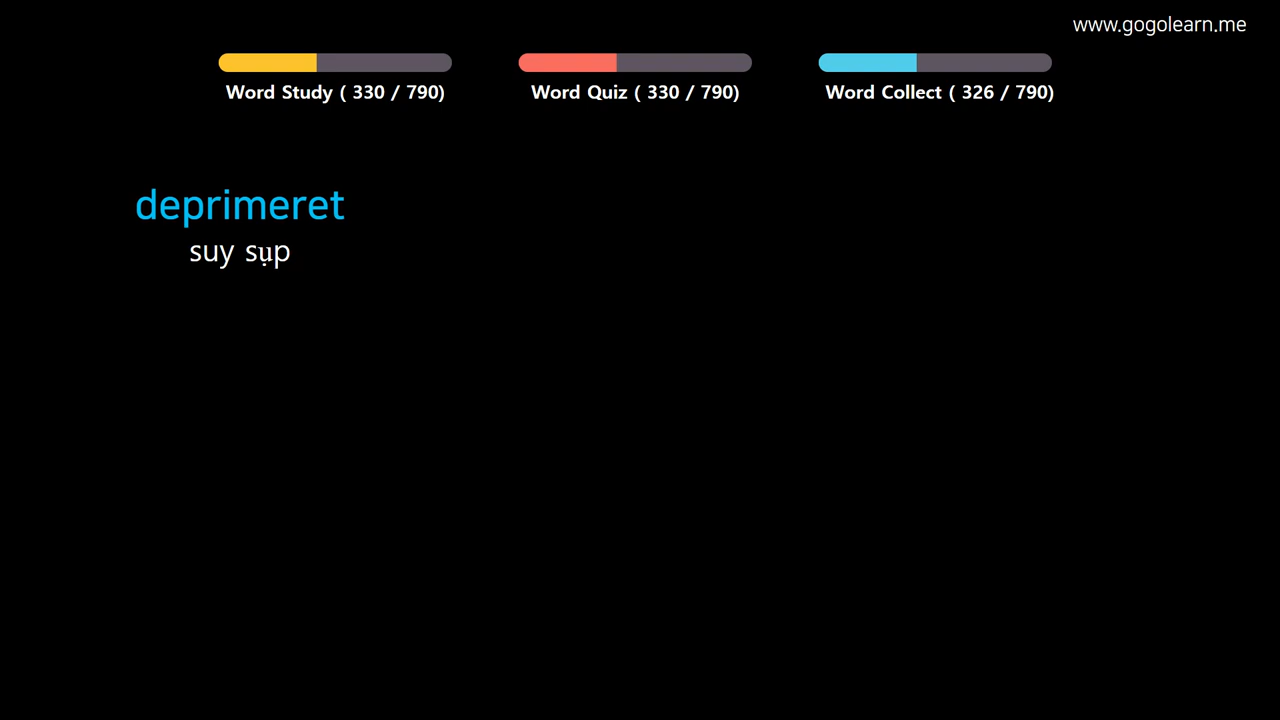 www.gogolearn.me
Word Study ( 330 / 790)
Word Quiz ( 330 / 790)
Word Collect ( 326 / 790)
deprimeret
suy sụp